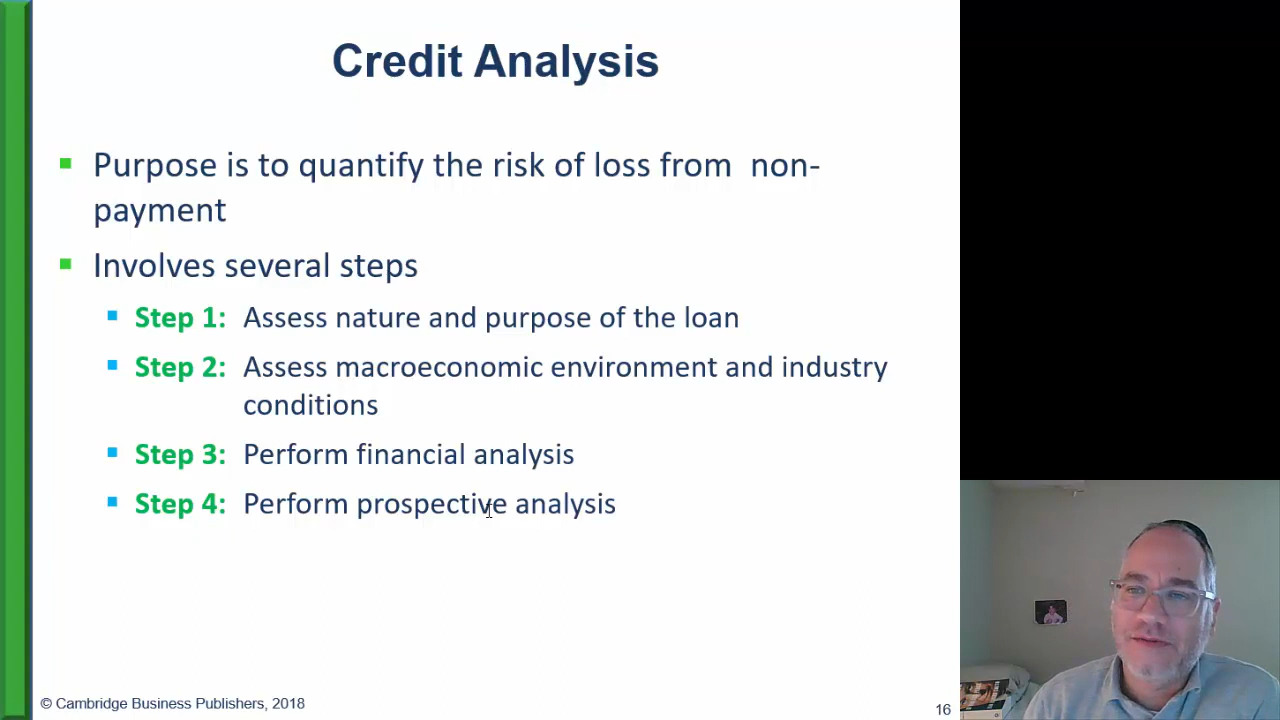 Credit Analysis
Purpose is to quantify the risk of loss from  non-
payment
Involves several steps
Step 1:  Assess nature and purpose of the loan
Step 2:  Assess macroeconomic environment and industry
conditions
Step 3:  Perform financial analysis
Step 4:  Perform prospective analysis
© Cambridge Business Publishers, 2018
16